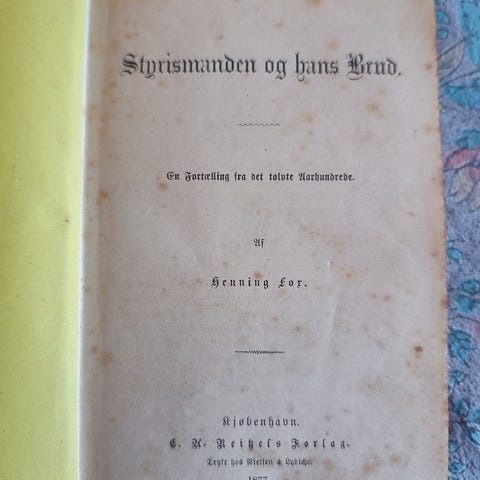 Styrismanden og hans Brud.
En Fortælling fra det tolvte Aarhundrede.
Af
Henning Fox.
Kjøbenhavn.
C. A. Reitzels Forlag.
Trykt hos Nielsen & Lydiche.
1877